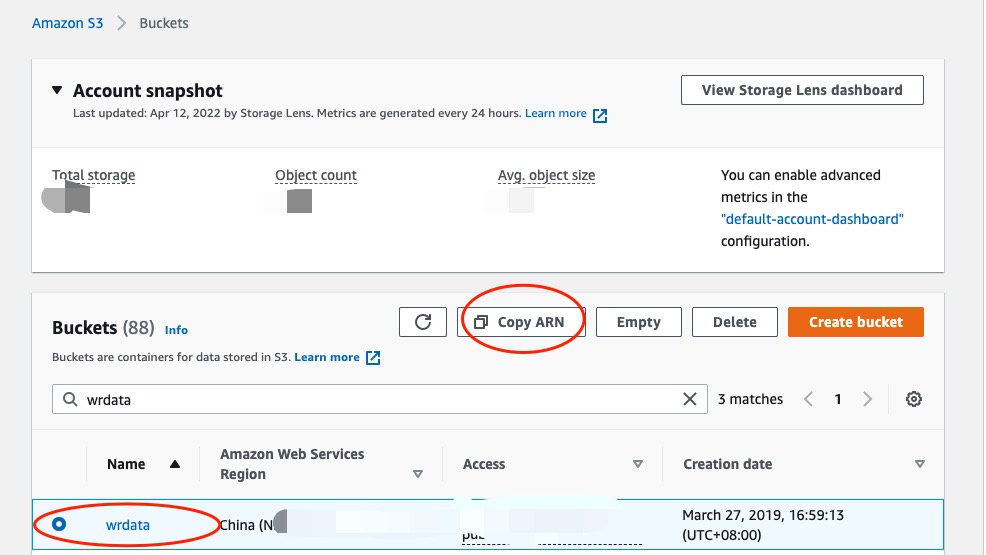 Amazon S3 > Buckets
Account snapshot
View Storage Lens dashboard
Last updated: Apr 12, 2022 by Storage Lens. Metrics are generated every 24 hours. Learn more
Total storage
Object count
Avg. object size
You can enable advanced
metrics in the
"default-account-dashboard"
configuration.
Buckets (88) Info
Copy ARN
Empty
Delete
Create bucket
Buckets are containers for data stored in S3. Learn more
wrdata
3 matches
1
Name
Amazon Web Services
Region
Access
Creation date
wrdata
China (N
March 27, 2019, 16:59:13
(UTC+08:00)